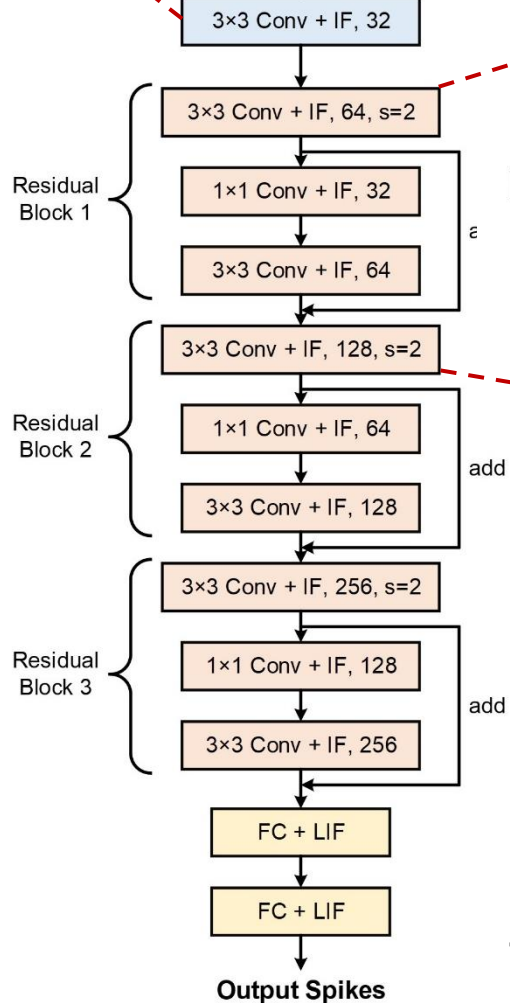 3×3 Conv + IF, 32
3×3 Conv + IF, 64, s=2
Residual
Block 1
1×1 Conv + IF, 32
3×3 Conv + IF, 64
3×3 Conv + IF, 128, s=2
Residual
Block 2
1×1 Conv + IF, 64
add
3×3 Conv + IF, 128
3×3 Conv + IF, 256, s=2
Residual
Block 3
1×1 Conv + IF, 128
add
3×3 Conv + IF, 256
FC + LIF
FC + LIF
Output Spikes